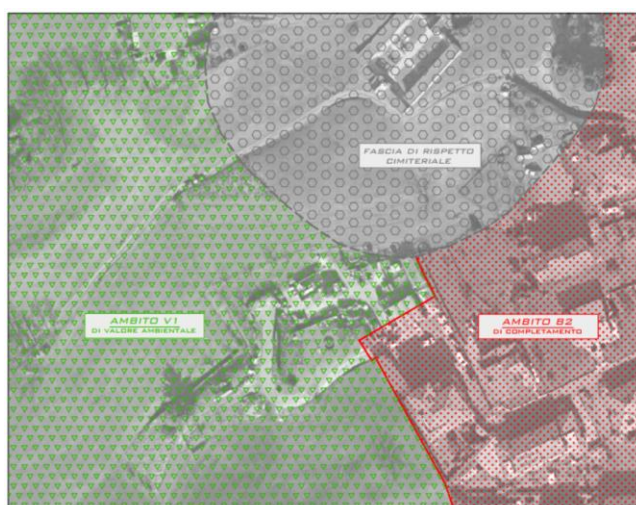 FASCIA DI RISPETTO
CIMITERIALE
AMBITO V1
DI VALORE AMBIENTALE
AMBITO B2
DI COMPLETAMENTO